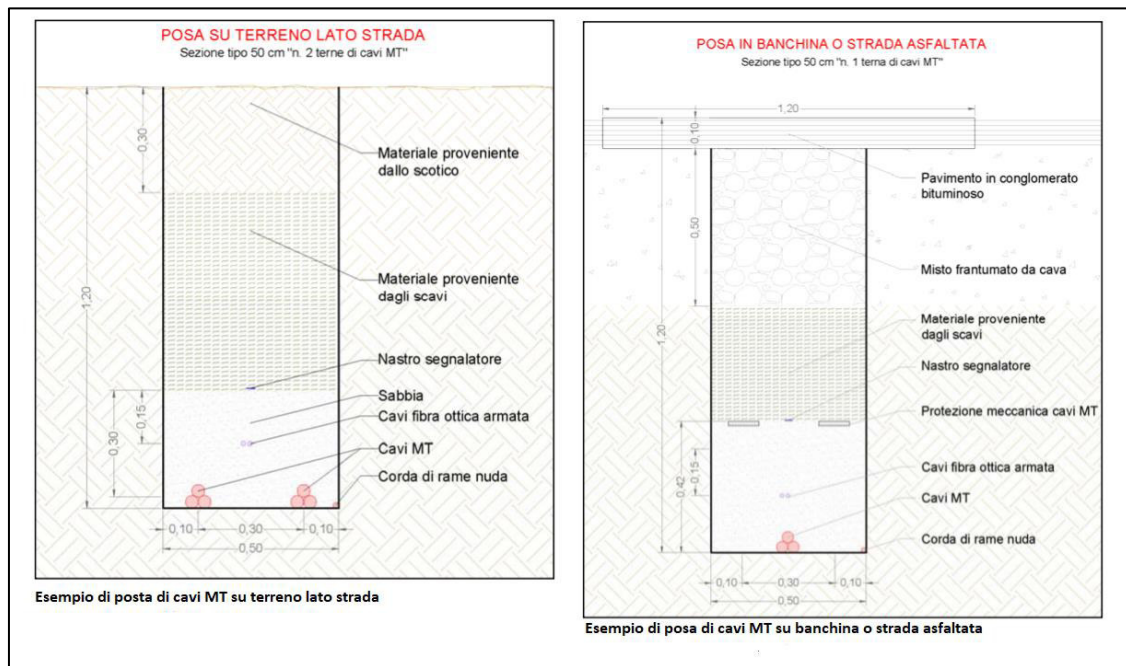 POSA SU TERRENO LATO STRADA
Sezione tipo 50 cm "n. 2 terne di cavi MT"
0,30
1,20
Materiale proveniente
dallo scotico
Materiale proveniente
dagli scavi
Nastro segnalatore
Sabbia
Cavi fibra ottica armata
Cavi MT
Corda di rame nuda
0,15
0,30
0,10
0,30
0,10
0,50
Esempio di posta di cavi MT su terreno lato strada
POSA IN BANCHINA O STRADA ASFALTATA
Sezione tipo 50 cm "n. 1 terna di cavi MT"
1,20
0,10
Pavimento in conglomerato
bituminoso
0,50
Misto frantumato da cava
1,20
Materiale proveniente
dagli scavi
Nastro segnalatore
Protezione meccanica cavi MT
0,15
0,42
Cavi fibra ottica armata
Cavi MT
Corda di rame nuda
0,10
0,30
0,10
0,50
Esempio di posa di cavi MT su banchina o strada asfaltata